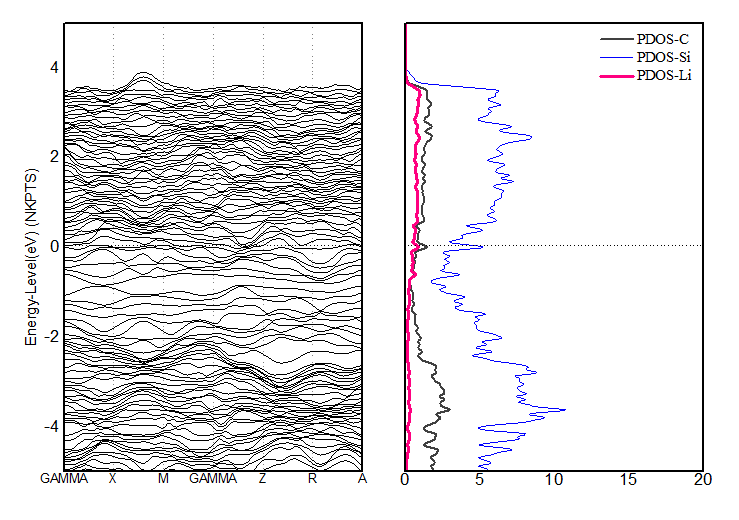 Energy-Level(eV) (NKPTS)
4
2
0
-2
-4
GAMMA X M GAMMA Z R A
PDOS-C
PDOS-Si
PDOS-Li
0 5 10 15 20